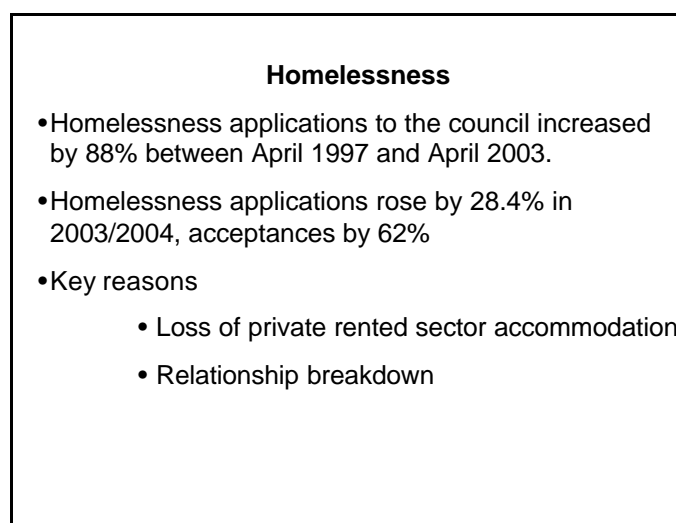 Homelessness
•Homelessness applications to the council increased
by 88% between April 1997 and April 2003.
•Homelessness applications rose by 28.4% in
2003/2004, acceptances by 62%
•Key reasons
• Loss of private rented sector accommodation
• Relationship breakdown